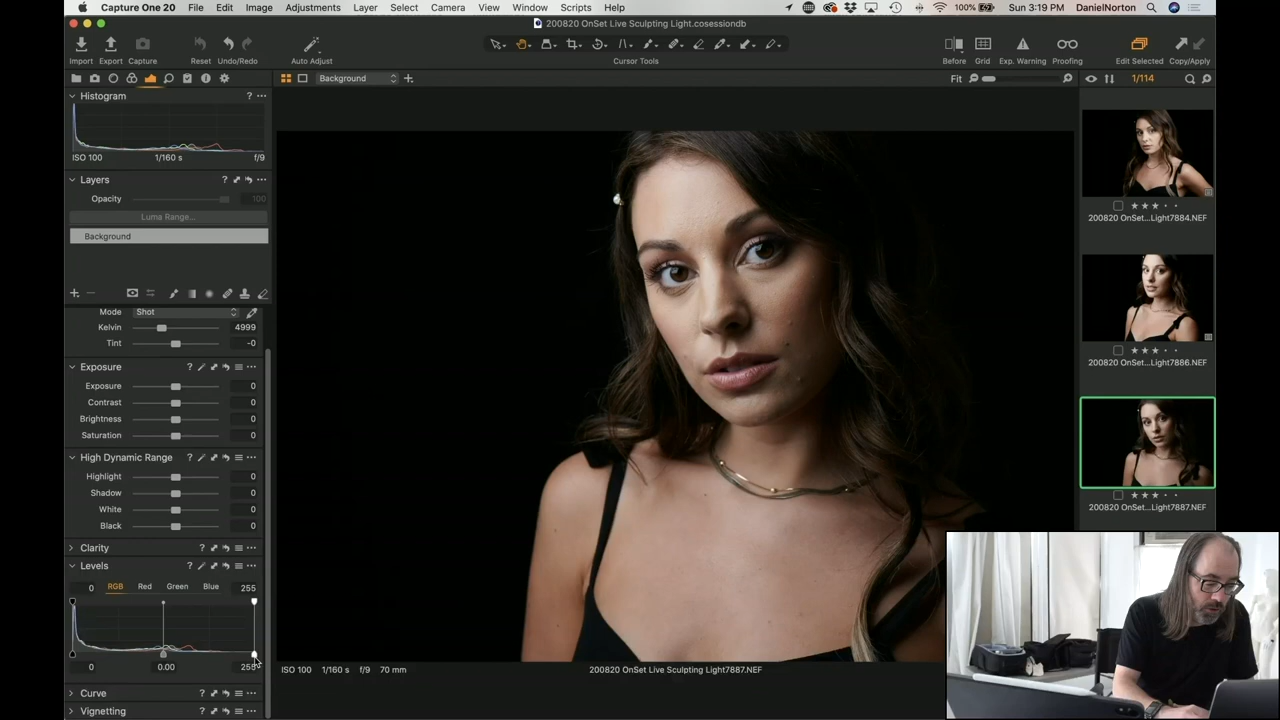 Capture One 20 File Edit Image Adjustments Layer Select Camera View Window Scripts Help 100% Sun 3:19 PM DanielNorton
200820 OnSet Live Sculpting Light.cosessiondb
Import Export Capture Reset Undo/Redo Auto Adjust Cursor Tools Before Grid Exp. Warning Proofing Edit Selected Copy/Apply
Background Fit 1/114
Histogram ? ...
ISO 100 1/160 s f/9
Layers ? ...
Opacity 100
Luma Range...
Background
Mode Shot
Kelvin 4999
Tint -0
Exposure ? ...
Exposure 0
Contrast 0
Brightness 0
Saturation 0
High Dynamic Range ? ...
Highlight 0
Shadow 0
White 0
Black 0
Clarity ? ...
Levels ? ...
0 RGB Red Green Blue 255
0 0.00 255
Curve ? ...
Vignetting ? ...
ISO 100 1/160 s f/9 70 mm 200820 OnSet Live Sculpting Light7887.NEF
200820 OnSet...Light7884.NEF
200820 OnSet...Light7886.NEF
200820 OnSet...Light7887.NEF